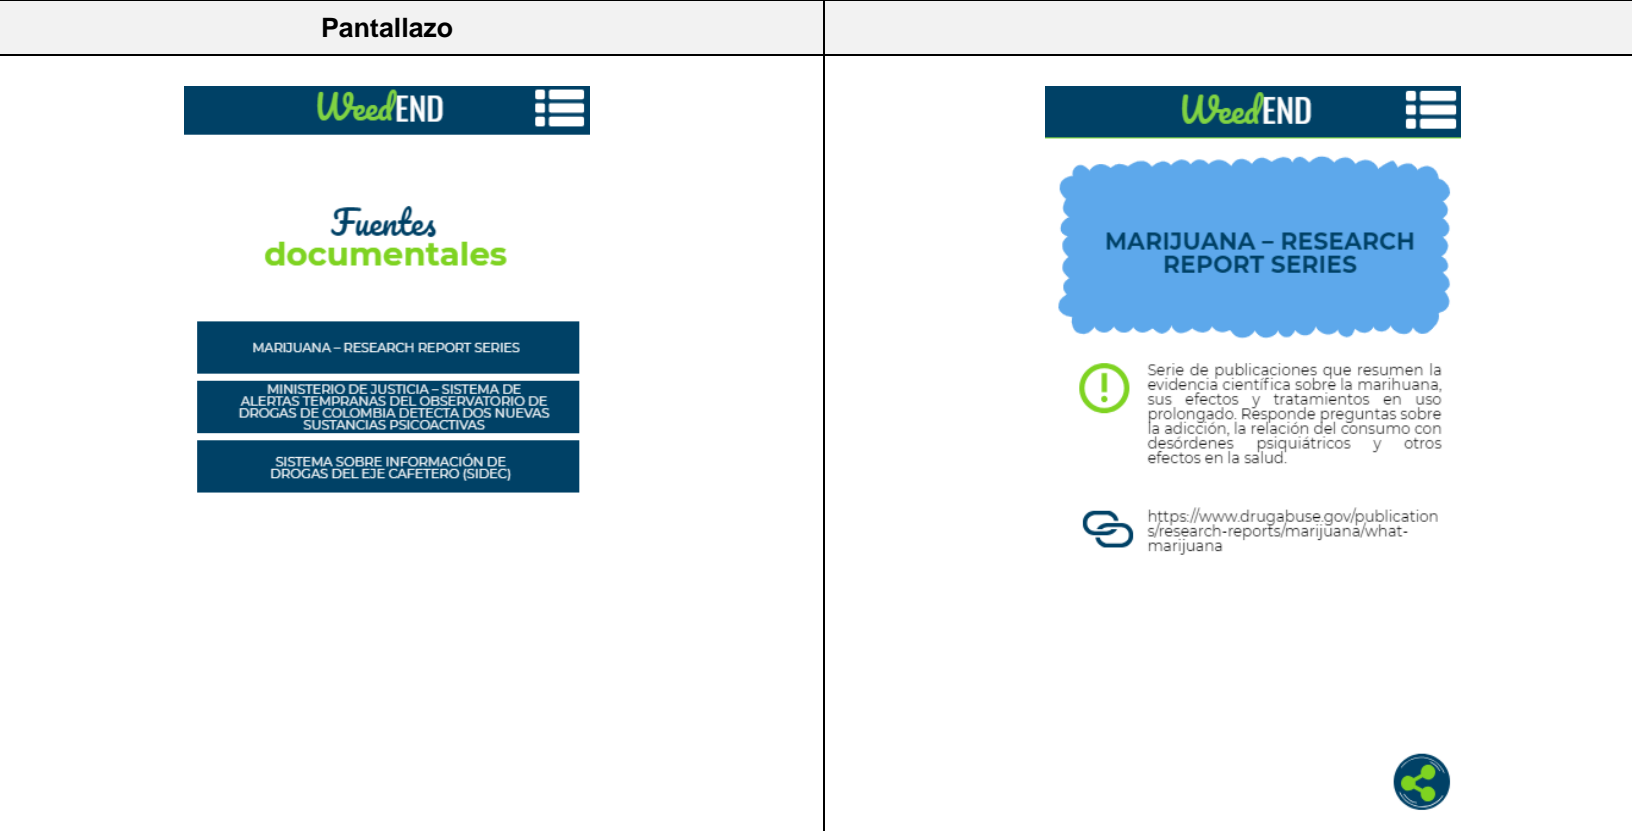 Pantallazo
WeedEND
Fuentes
documentales
MARIJUANA – RESEARCH REPORT SERIES
MINISTERIO DE JUSTICIA – SISTEMA DE
ALERTAS TEMPRANAS DEL OBSERVATORIO DE
DROGAS DE COLOMBIA DETECTA DOS NUEVAS
SUSTANCIAS PSICOACTIVAS
SISTEMA SOBRE INFORMACIÓN DE
DROGAS DEL EJE CAFETERO (SIDEC)
WeedEND
MARIJUANA – RESEARCH
REPORT SERIES
Serie de publicaciones que resumen la
evidencia científica sobre la marihuana,
sus efectos y tratamientos en uso
prolongado. Responde preguntas sobre
la adicción, la relación del consumo con
desórdenes psiquiátricos y otros
efectos en la salud.
https://www.drugabuse.gov/publication
s/research-reports/marijuana/what-
marijuana